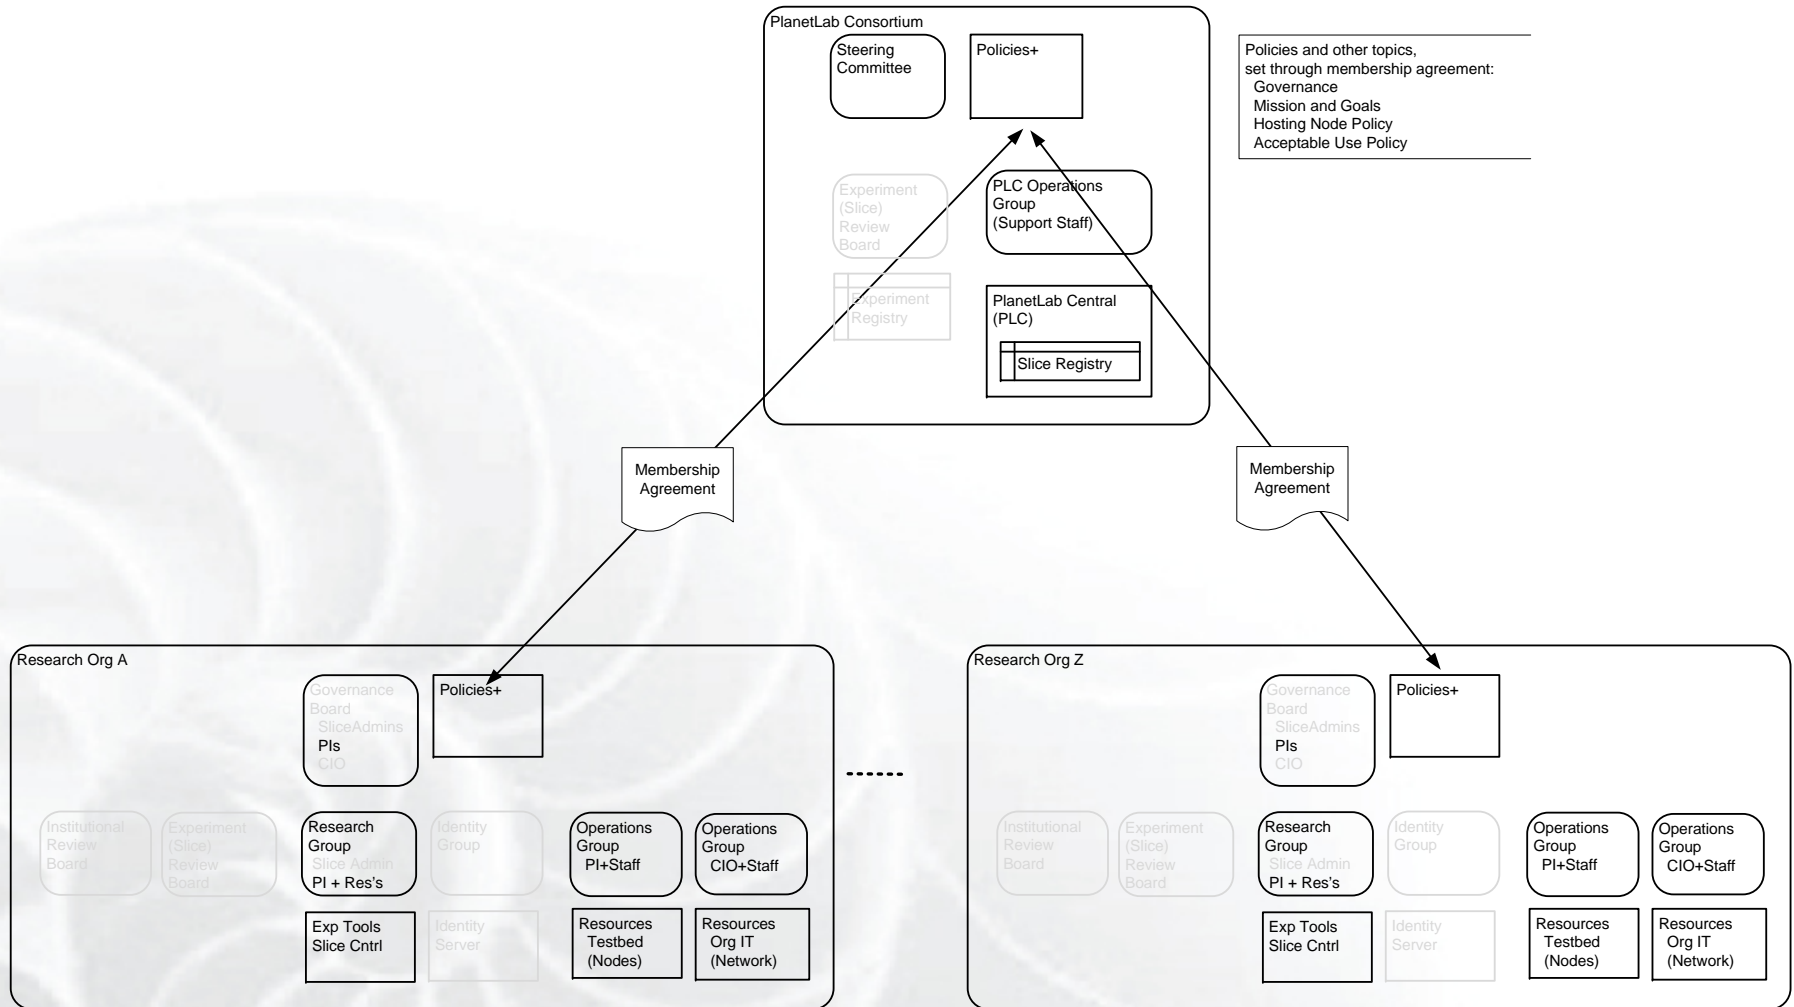 PlanetLab Consortium
Steering
Committee
Policies+
Policies and other topics,
set through membership agreement:
Governance
Mission and Goals
Hosting Node Policy
Acceptable Use Policy
Experiment
(Slice)
Review
Board
PLC Operations
Group
(Support Staff)
Experiment
Registry
PlanetLab Central
(PLC)
Slice Registry
Membership
Agreement
Membership
Agreement
Research Org A
Governance
Board
SliceAdmins
PIs
CIO
Policies+
Institutional
Review
Board
Experiment
(Slice)
Review
Board
Research
Group
Slice Admin
PI + Res's
Identity
Group
Operations
Group
PI+Staff
Operations
Group
CIO+Staff
Exp Tools
Slice Cntrl
Identity
Server
Resources
Testbed
(Nodes)
Resources
Org IT
(Network)
Research Org Z
Governance
Board
SliceAdmins
PIs
CIO
Policies+
Institutional
Review
Board
Experiment
(Slice)
Review
Board
Research
Group
Slice Admin
PI + Res's
Identity
Group
Operations
Group
PI+Staff
Operations
Group
CIO+Staff
Exp Tools
Slice Cntrl
Identity
Server
Resources
Testbed
(Nodes)
Resources
Org IT
(Network)